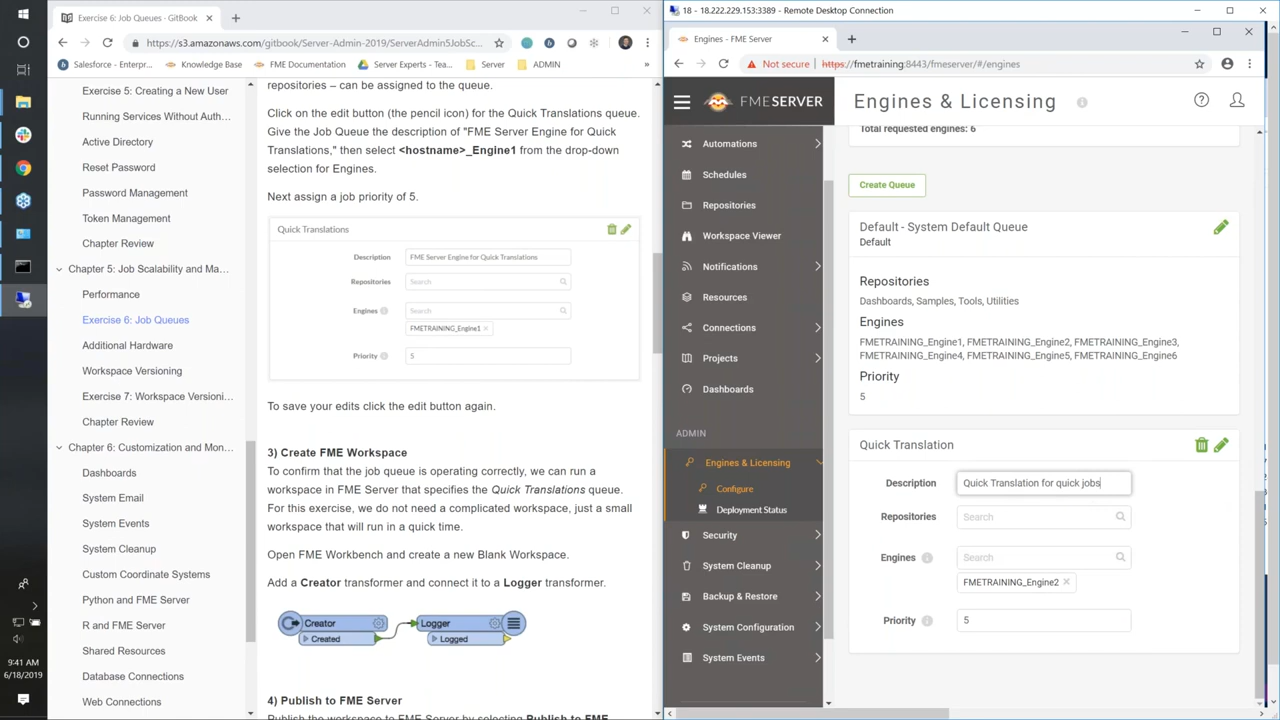 Exercise 6: Job Queues - GitBook
https://s3.amazonaws.com/gitbook/Server-Admin-2019/ServerAdmin5JobSc...
Salesforce - Enterpr...
Knowledge Base
FME Documentation
Server Experts - Tea...
Server
ADMIN
»
Exercise 5: Creating a New User
Running Services Without Auth...
Active Directory
Reset Password
Password Management
Token Management
Chapter Review
Chapter 5: Job Scalability and Ma...
Performance
Exercise 6: Job Queues
Additional Hardware
Workspace Versioning
Exercise 7: Workspace Versioni...
Chapter Review
Chapter 6: Customization and Mon...
Dashboards
System Email
System Events
System Cleanup
Custom Coordinate Systems
Python and FME Server
R and FME Server
Shared Resources
Database Connections
Web Connections
9:41 AM
6/18/2019
repositories – can be assigned to the queue.
Click on the edit button (the pencil icon) for the Quick Translations queue.
Give the Job Queue the description of "FME Server Engine for Quick
Translations," then select <hostname>_Engine1 from the drop-down
selection for Engines.
Next assign a job priority of 5.
Quick Translations
Description FME Server Engine for Quick Translations
Repositories Search
Engines Search
FMETRAINING_Engine1 ×
Priority 5
To save your edits click the edit button again.
3) Create FME Workspace
To confirm that the job queue is operating correctly, we can run a
workspace in FME Server that specifies the Quick Translations queue.
For this exercise, we do not need a complicated workspace, just a small
workspace that will run in a quick time.
Open FME Workbench and create a new Blank Workspace.
Add a Creator transformer and connect it to a Logger transformer.
Creator Logger
Created Logged
4) Publish to FME Server
Publish the workspace to FME Server by selecting Publish to FME
18 - 18.222.229.153:3389 - Remote Desktop Connection
Engines - FME Server
Not secure https://fmetraining:8443/fmeserver/#/engines
FMESERVER
Engines & Licensing
Automations
Schedules
Repositories
Workspace Viewer
Notifications
Resources
Connections
Projects
Dashboards
ADMIN
Engines & Licensing
Configure
Deployment Status
Security
System Cleanup
Backup & Restore
System Configuration
System Events
Total requested engines: 6
Create Queue
Default - System Default Queue
Default
Repositories
Dashboards, Samples, Tools, Utilities
Engines
FMETRAINING_Engine1, FMETRAINING_Engine2, FMETRAINING_Engine3,
FMETRAINING_Engine4, FMETRAINING_Engine5, FMETRAINING_Engine6
Priority
5
Quick Translation
Description Quick Translation for quick jobs
Repositories Search
Engines Search
FMETRAINING_Engine2 ×
Priority 5